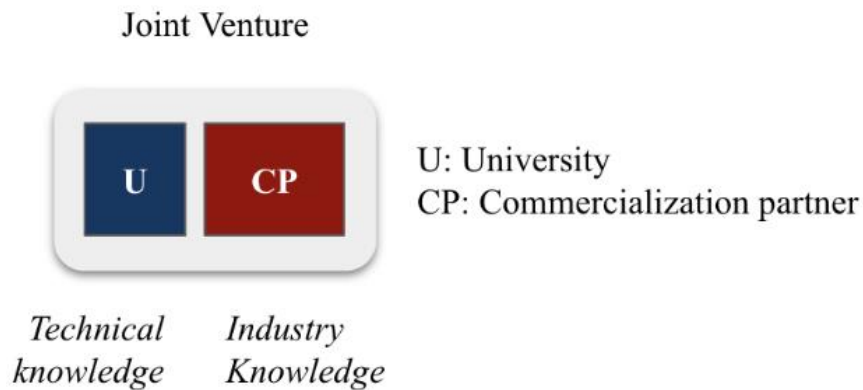 Joint Venture
U
CP
U: University
CP: Commercialization partner
Technical
knowledge
Industry
Knowledge